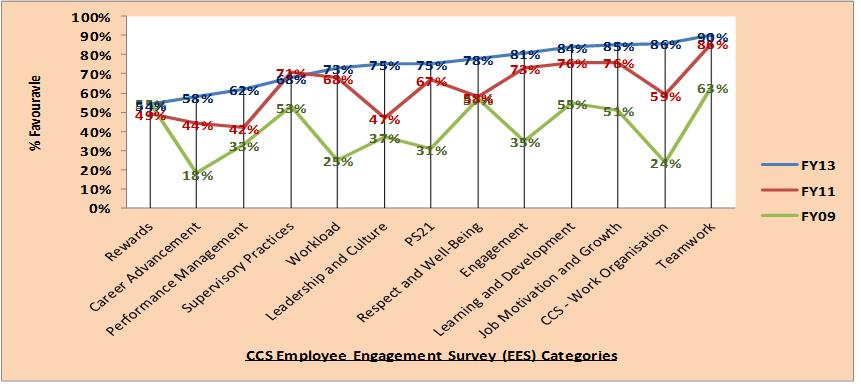 100%
90%
80%
70%
60%
50%
40%
30%
20%
10%
0%
% Favouravle
54% 58% 62% 68% 73% 75% 75% 78% 81% 84% 85% 86% 90%
49% 44% 42% 71% 68% 47% 67% 58% 73% 76% 76% 59% 86%
18% 33% 53% 25% 37% 31% 35% 55% 51% 24% 63%
FY13
FY11
FY09
Rewards
Career Advancement
Performance Management
Supervisory Practices
Workload
Leadership and Culture
PS21
Respect and Well-Being
Engagement
Learning and Development
Job Motivation and Growth
CCS - Work Organisation
Teamwork
CCS Employee Engagement Survey (EES) Categories